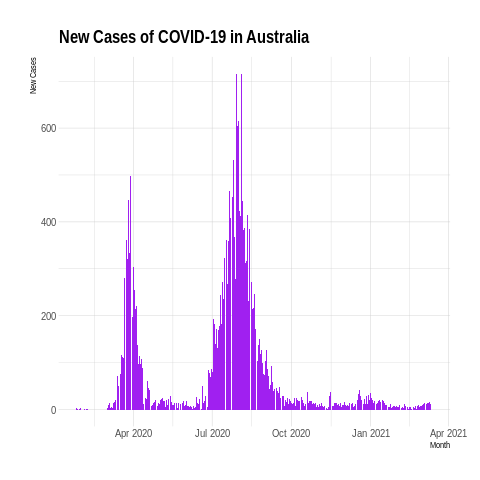 New Cases of COVID-19 in Australia
New Cases
600
400
200
0
Apr 2020
Jul 2020
Oct 2020
Jan 2021
Apr 2021
Month